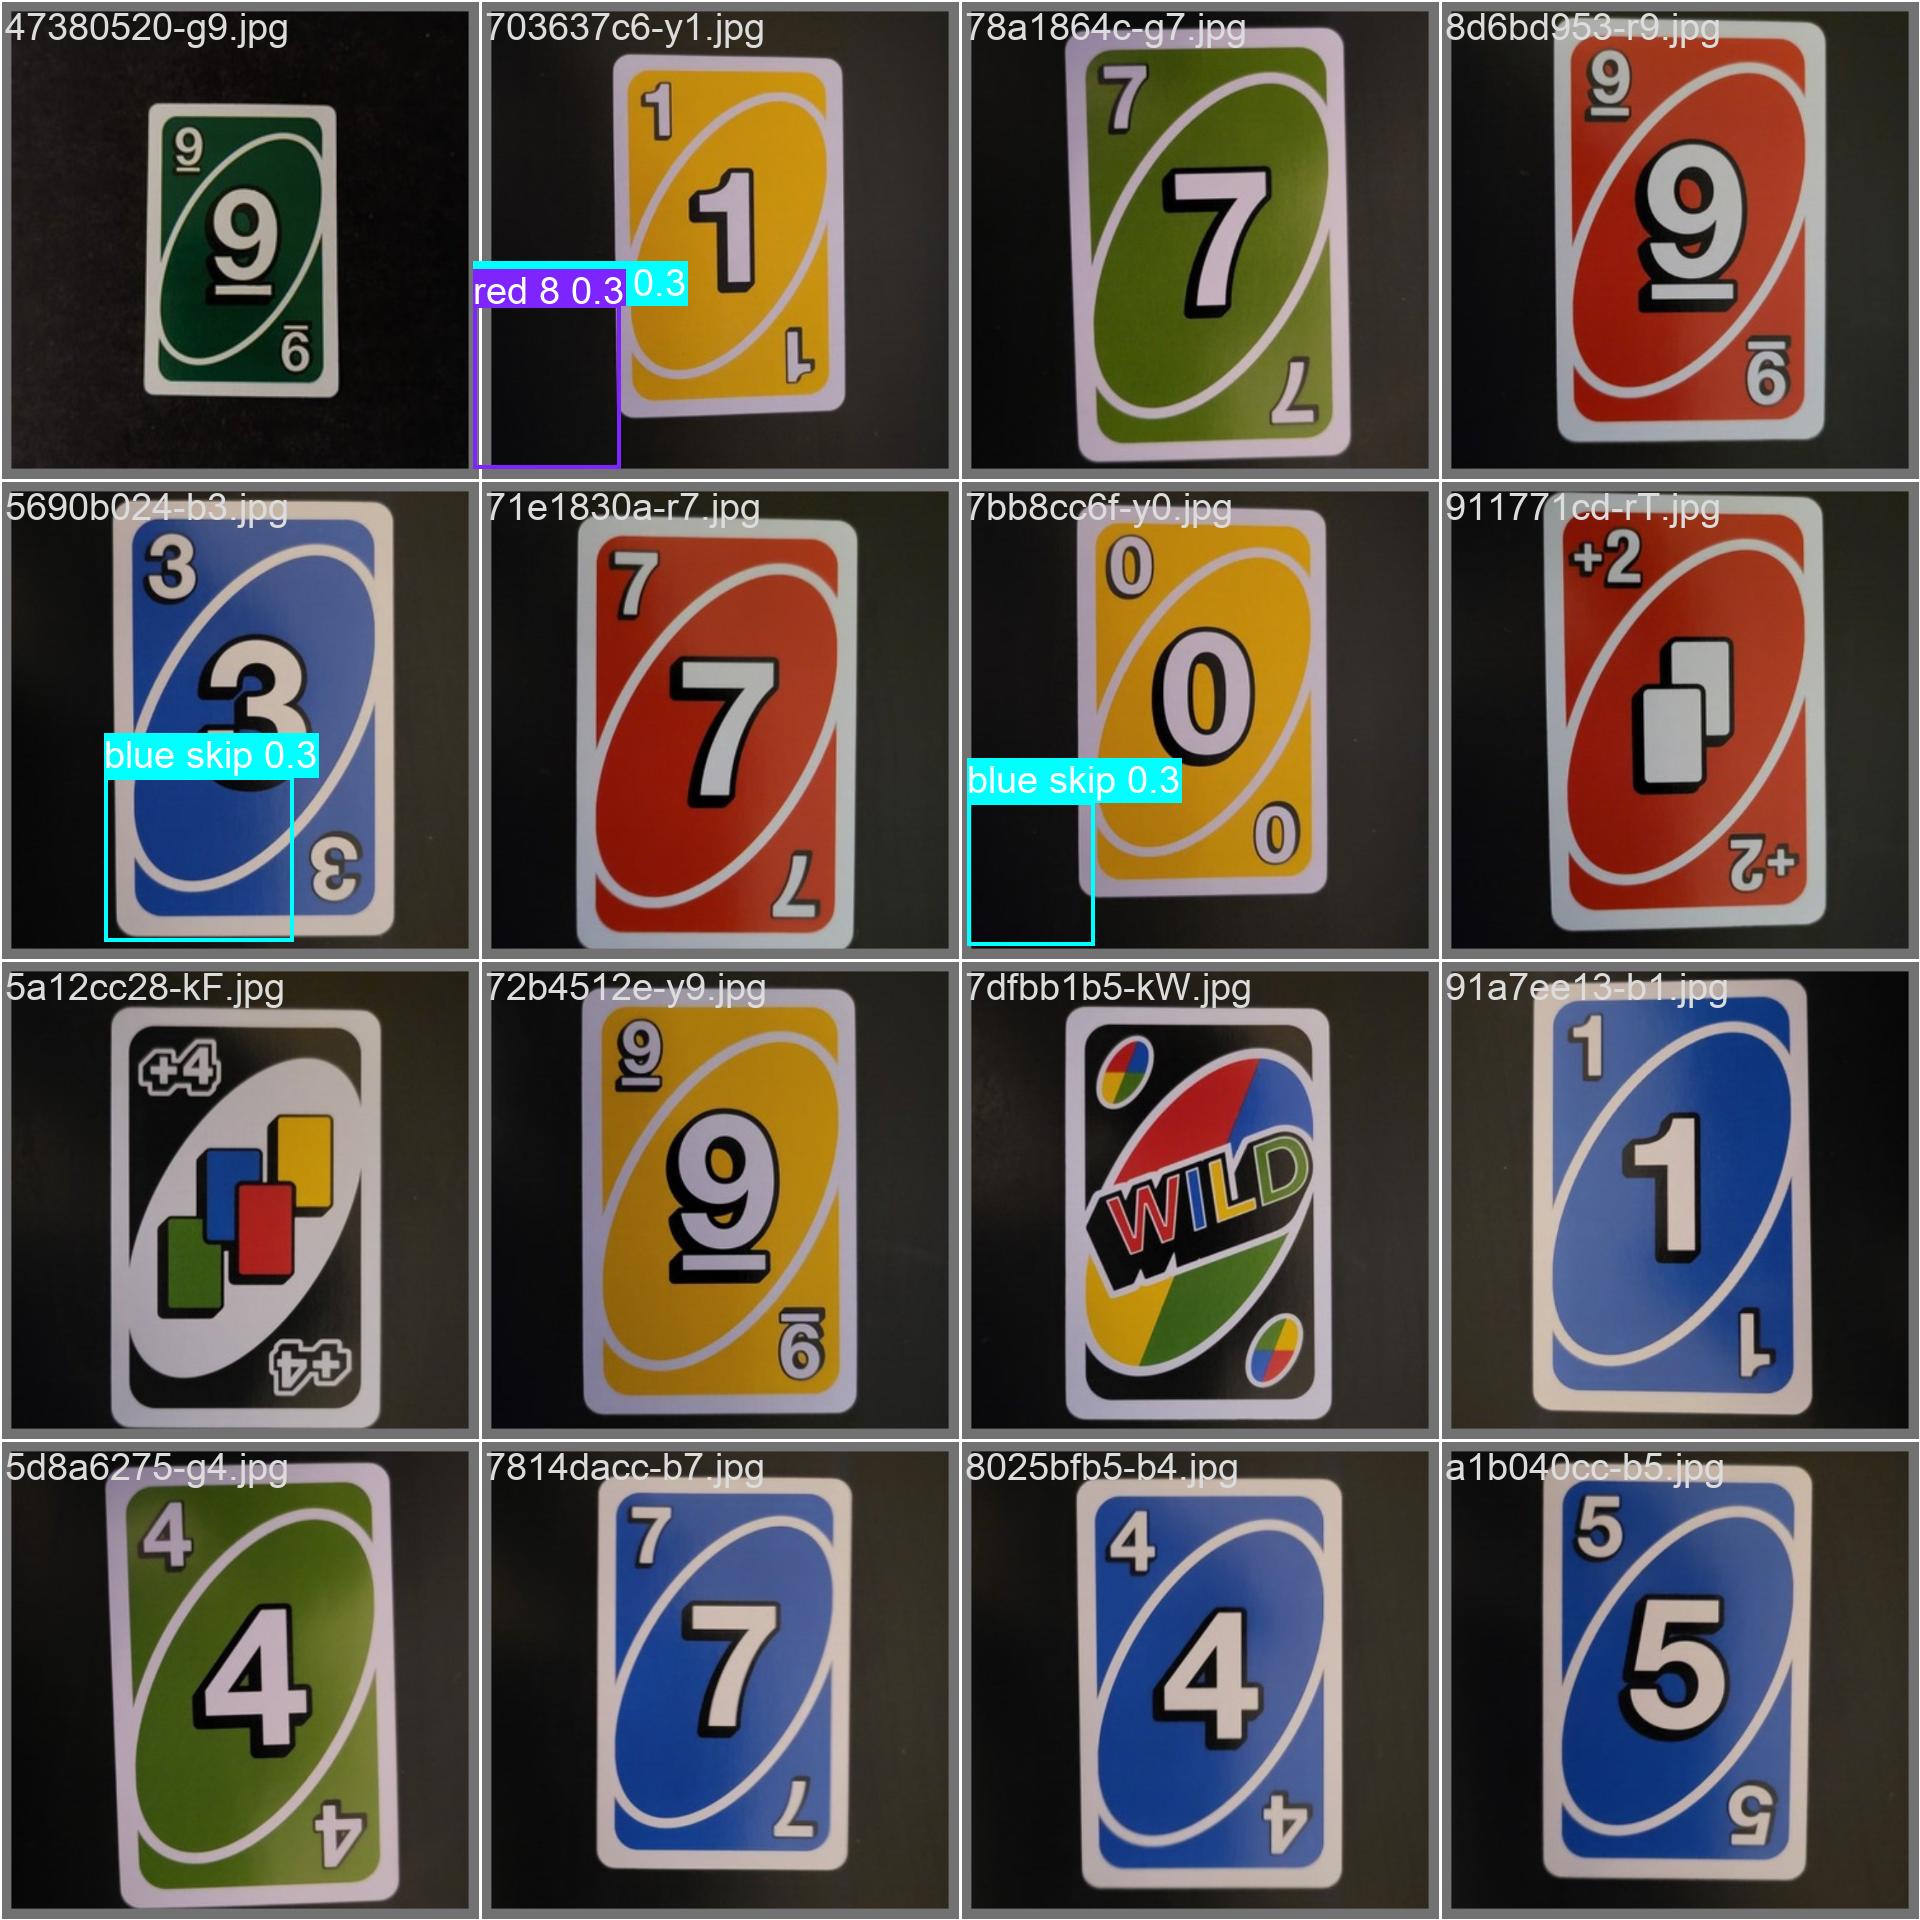 47380520-g9.jpg
9
9
9
703637c6-y1.jpg
1
1
red 8 0.3
0.3
1
78a1864c-g7.jpg
7
7
7
8d6bd953-r9.jpg
9
9
9
5690b024-b3.jpg
3
3
blue skip 0.3
3
71e1830a-r7.jpg
7
7
7
7bb8cc6f-y0.jpg
0
0
blue skip 0.3
0
911771cd-rT.jpg
+2
+2
5a12cc28-kF.jpg
+4
+4
72b4512e-y9.jpg
9
9
9
7dfbb1b5-kW.jpg
WILD
91a7ee13-b1.jpg
1
1
1
5d8a6275-g4.jpg
4
4
4
7814dacc-b7.jpg
7
7
7
8025bfb5-b4.jpg
4
4
4
a1b040cc-b5.jpg
5
5
5